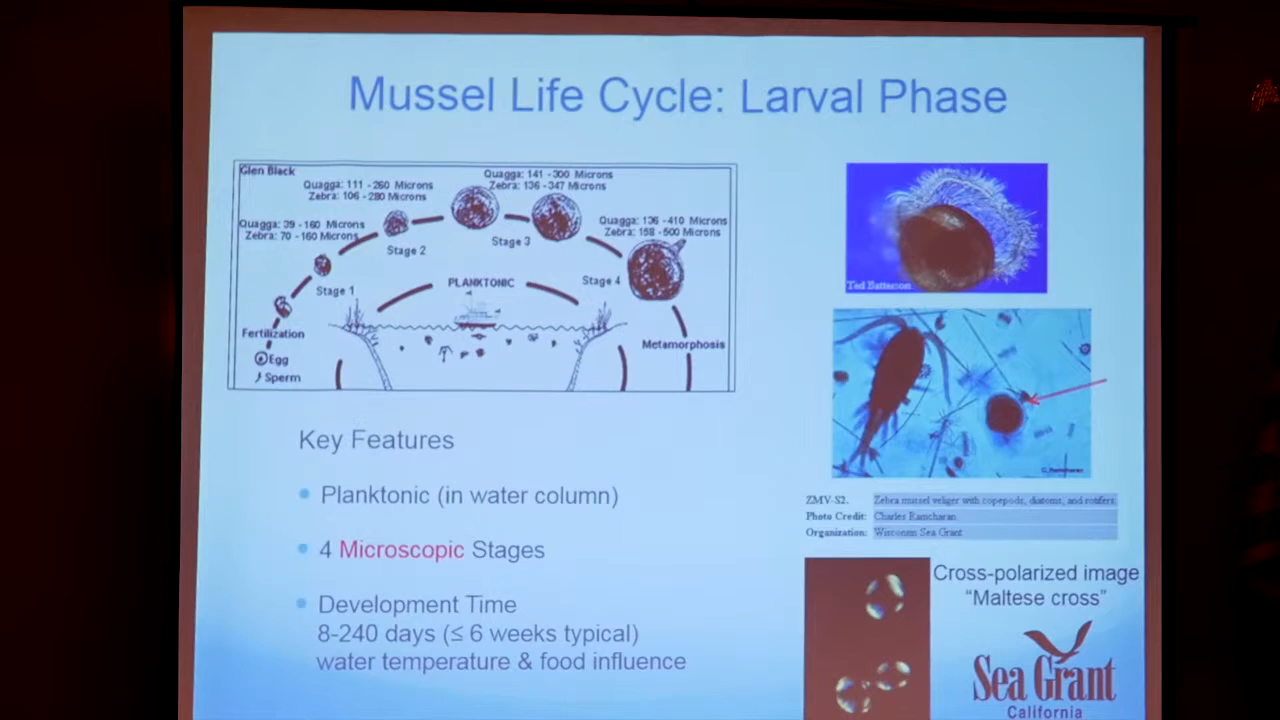 Mussel Life Cycle: Larval Phase
Glen Black
Quagga: 111 - 260 Microns
Zebra: 106 - 280 Microns
Quagga: 141 - 300 Microns
Zebra: 136 - 347 Microns
Quagga: 39 - 160 Microns
Zebra: 70 - 160 Microns
Quagga: 136 - 410 Microns
Zebra: 158 - 500 Microns
Stage 1
Stage 2
Stage 3
Stage 4
PLANKTONIC
Fertilization
Egg
Sperm
Metamorphosis
Key Features
Planktonic (in water column)
4 Microscopic Stages
Development Time
8-240 days (≤ 6 weeks typical)
water temperature & food influence
Ted
ZMV-S2. Zebra mussel veliger with copepods, diatoms, and rotifers.
Photo Credit: Charles Ramcharan
Organization: Wisconsin Sea Grant
Cross-polarized image
“Maltese cross”
Sea Grant
California